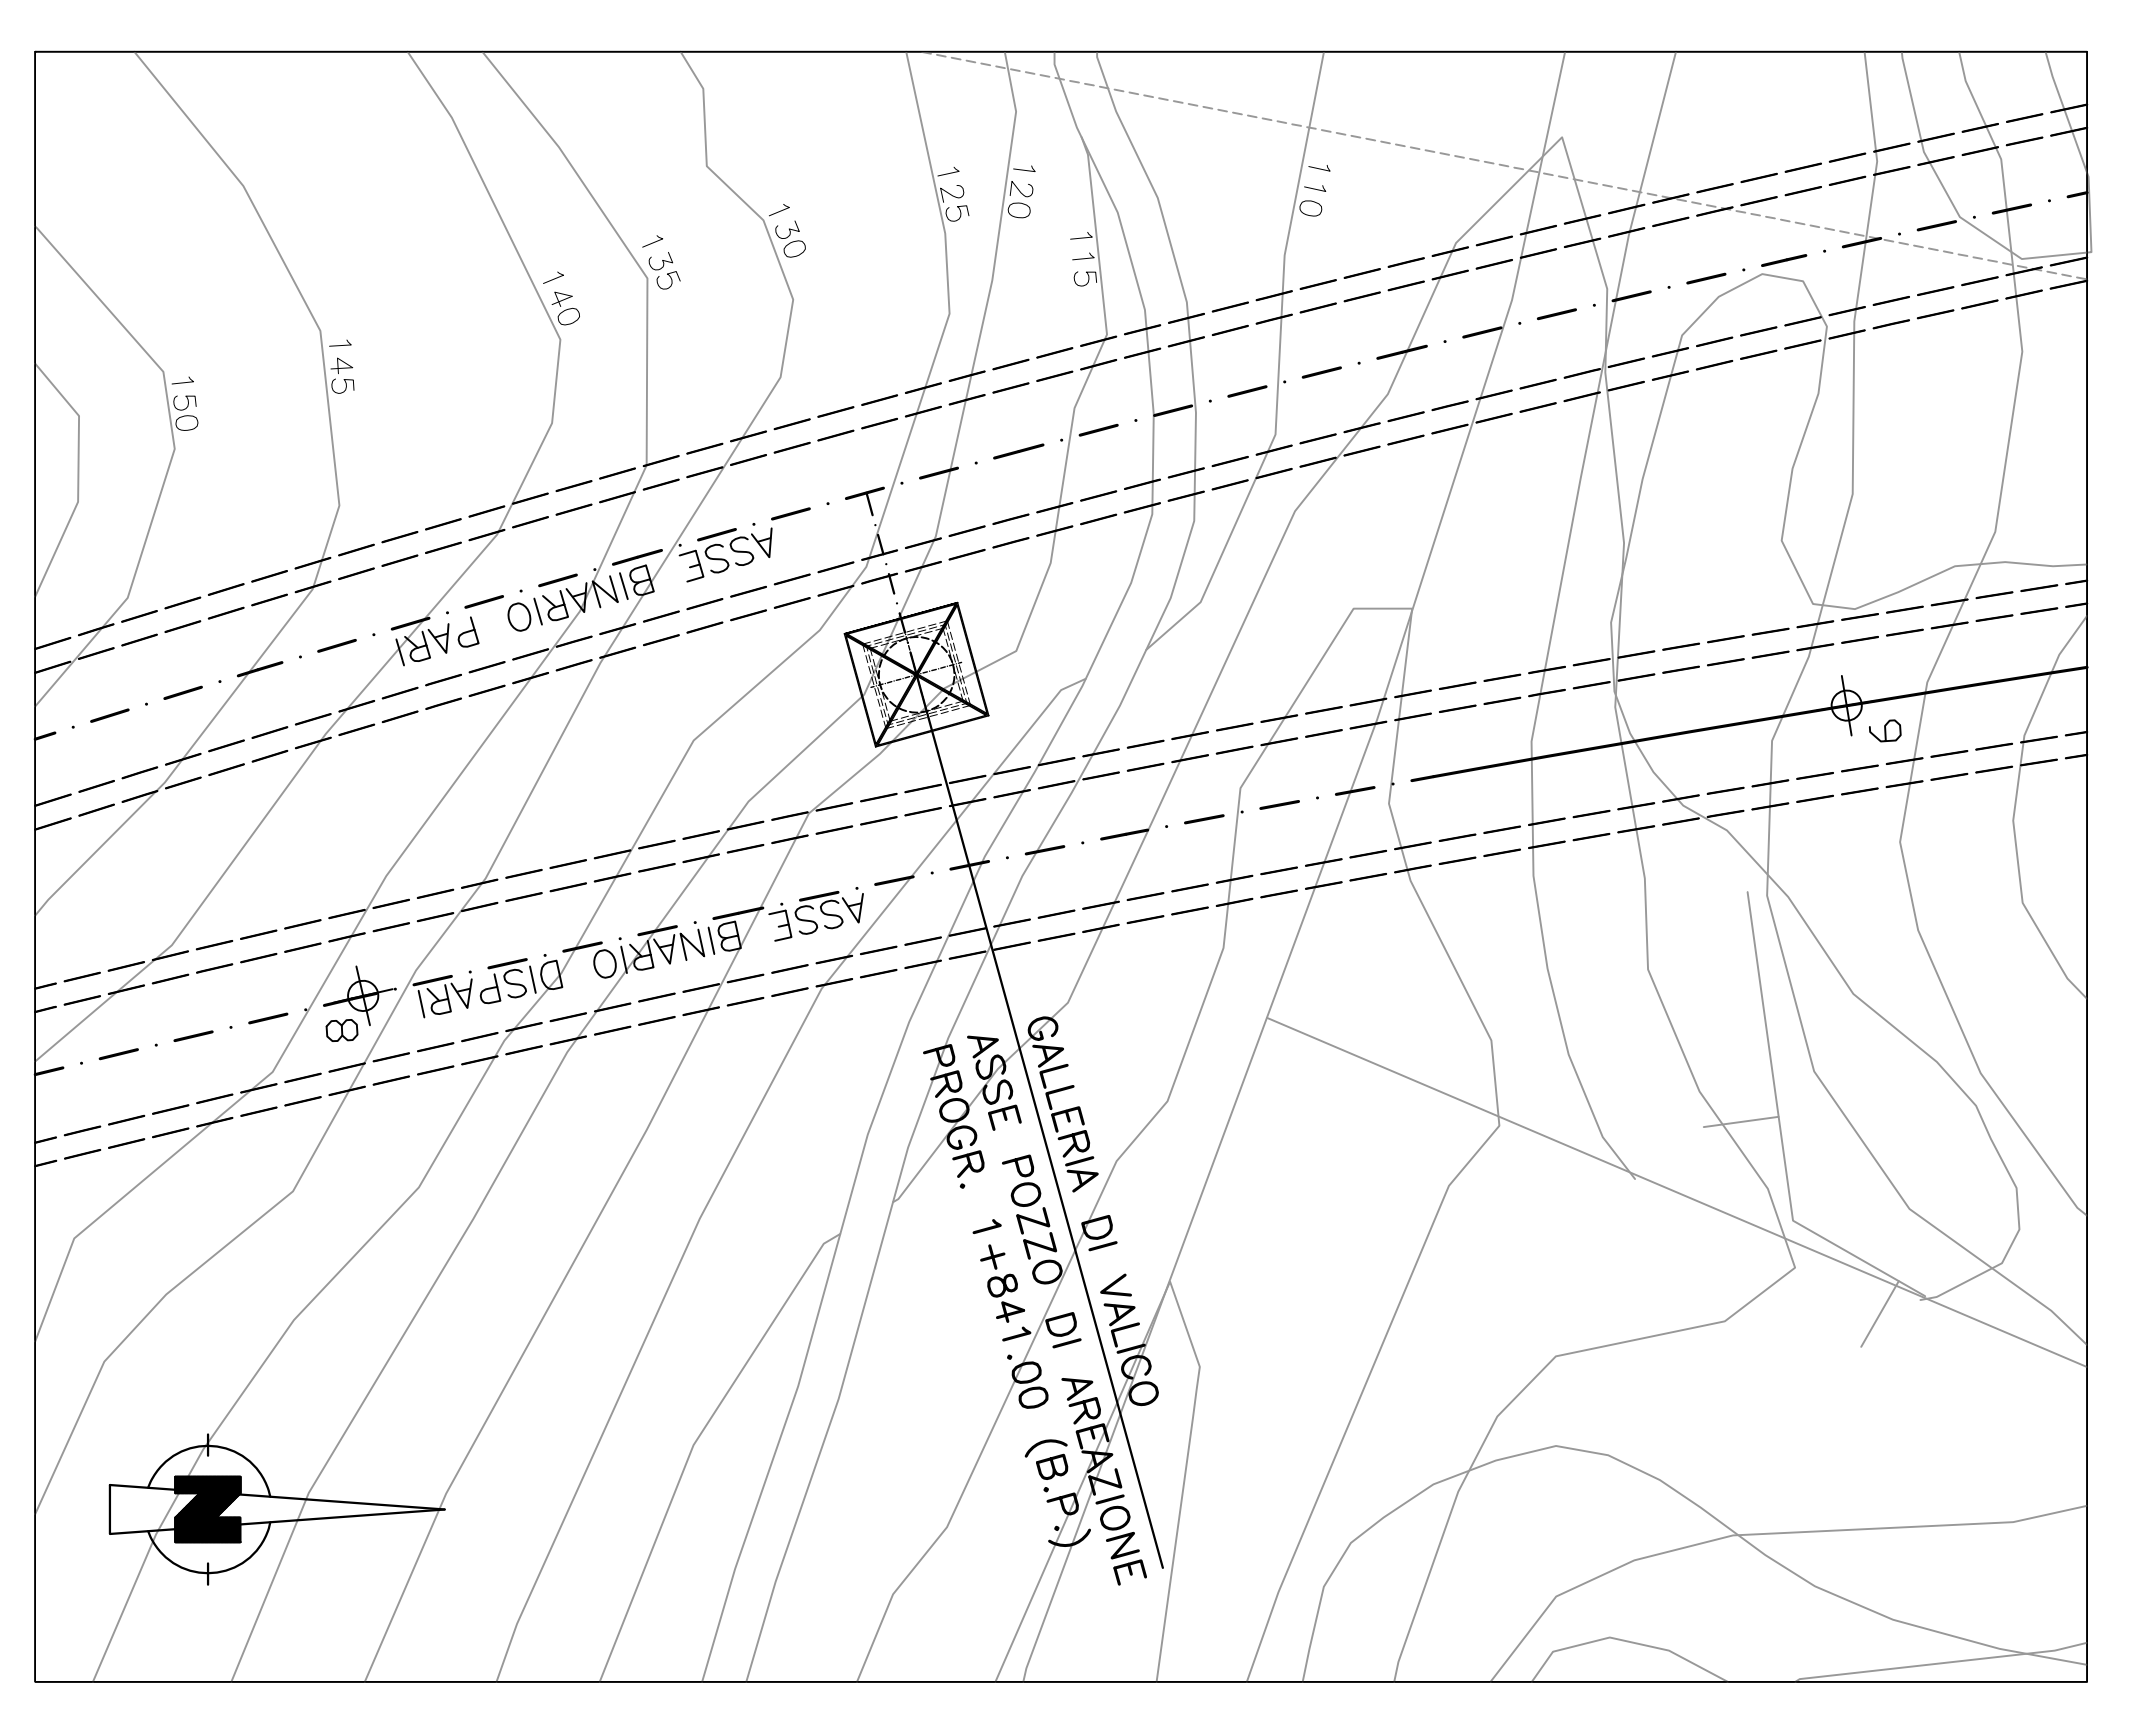 150
145
140
135
130
125
120
115
110
ASSE BINARIO PARI
ASSE BINARIO DISPARI
8
9
GALLERIA DI VALICO
ASSE POZZO DI AREAZIONE
PROGR. 1+841.00 (B.P.)
N